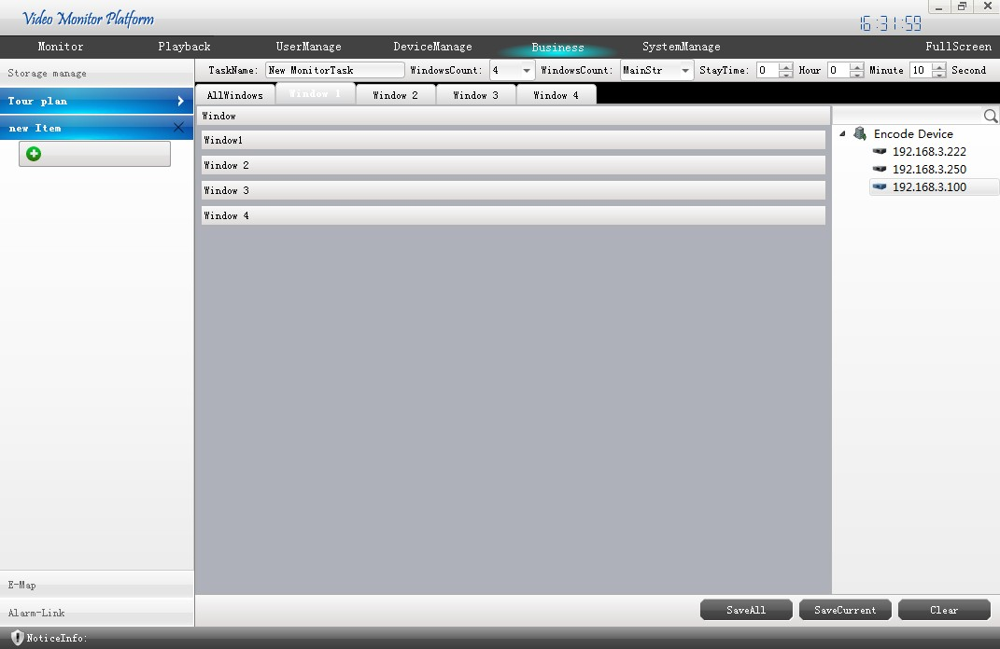 Video Monitor Platform
16:31:59
Monitor Playback UserManage DeviceManage Business SystemManage FullScreen
Storage manage
TaskName: New MonitorTask WindowsCount: 4 WindowsCount: MainStr StayTime: 0 Hour 0 Minute 10 Second
Tour plan
AllWindows Window 1 Window 2 Window 3 Window 4
new Item
Window
Window1
Window 2
Window 3
Window 4
Encode Device
192.168.3.222
192.168.3.250
192.168.3.100
E-Map
Alarm-Link
SaveAll SaveCurrent Clear
NoticeInfo: